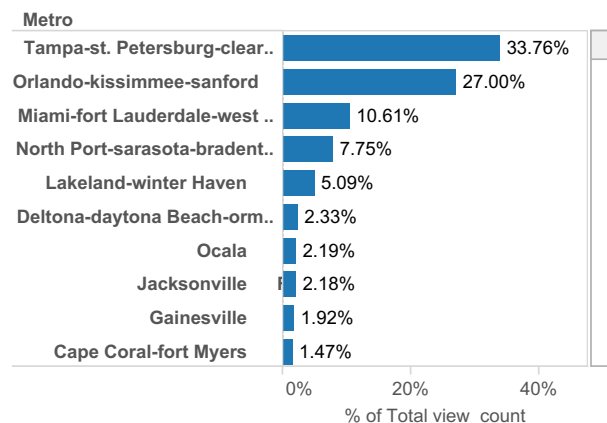 Metro
Tampa-st. Petersburg-clear.. 33.76%
Orlando-kissimmee-sanford 27.00%
Miami-fort Lauderdale-west .. 10.61%
North Port-sarasota-bradent.. 7.75%
Lakeland-winter Haven 5.09%
Deltona-daytona Beach-orm.. 2.33%
Ocala 2.19%
Jacksonville 2.18%
Gainesville 1.92%
Cape Coral-fort Myers 1.47%
0% 20% 40%
% of Total view count